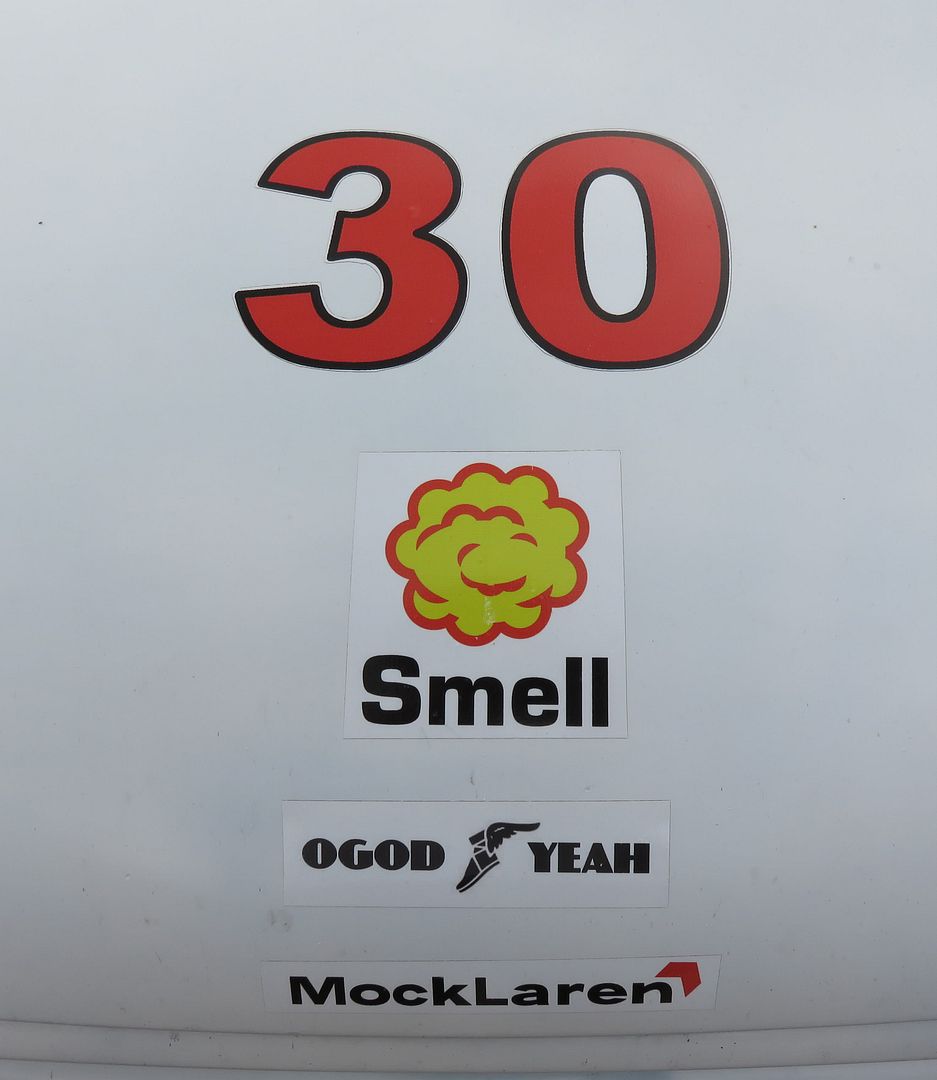 30
Smell
OGOD YEAH
MockLaren